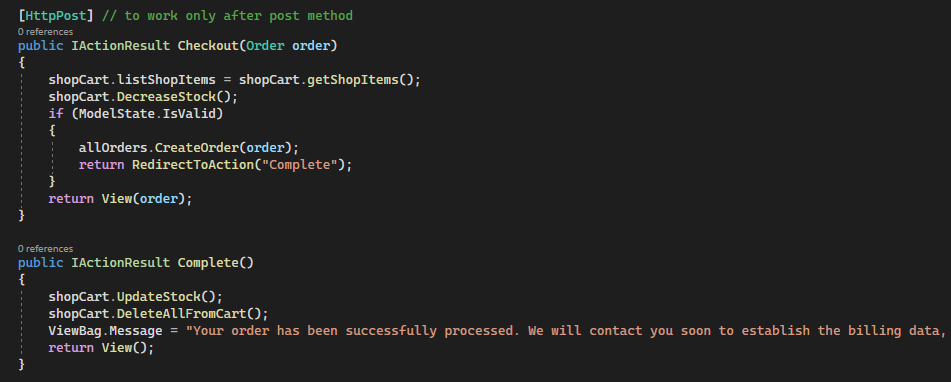 [HttpPost] // to work only after post method
0 references
public IActionResult Checkout(Order order)
{
shopCart.listShopItems = shopCart.getShopItems();
shopCart.DecreaseStock();
if (ModelState.IsValid)
{
allOrders.CreateOrder(order);
return RedirectToAction("Complete");
}
return View(order);
}
0 references
public IActionResult Complete()
{
shopCart.UpdateStock();
shopCart.DeleteAllFromCart();
ViewBag.Message = "Your order has been successfully processed. We will contact you soon to establish the billing data,
return View();
}